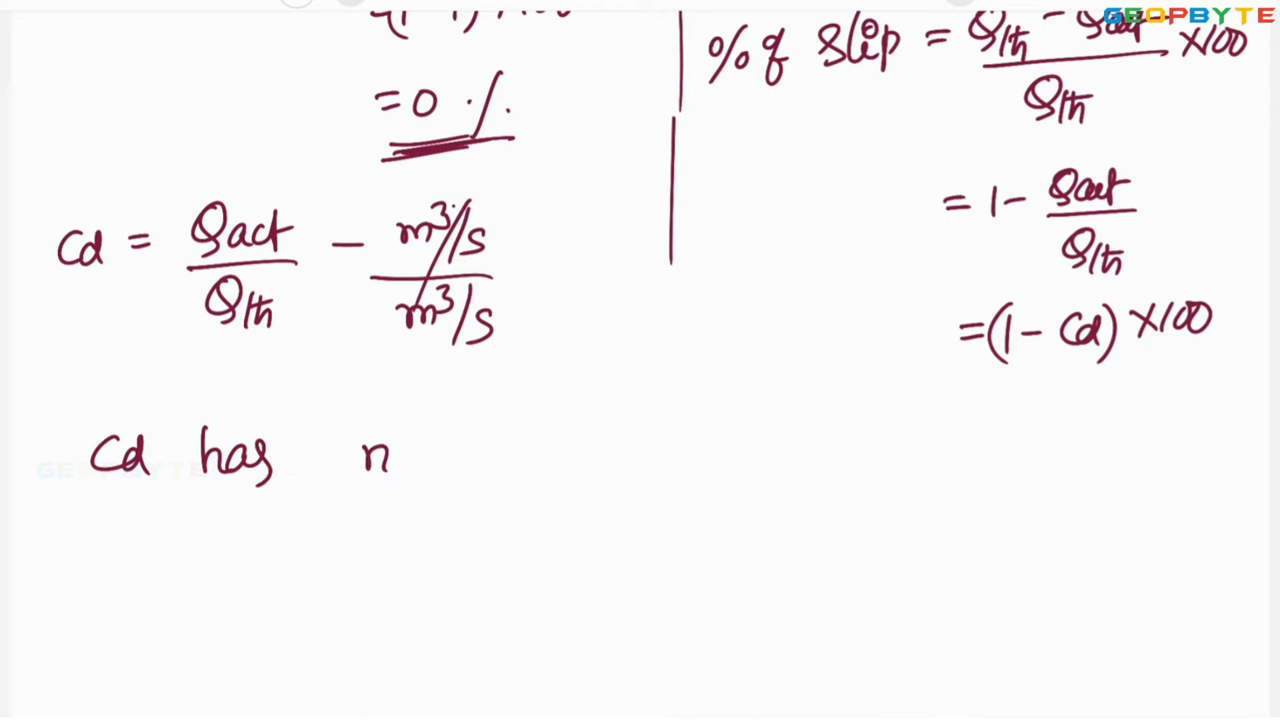 GEOPBYTE
= 0 %
Cd = Qact / Qth - m³/s / m³/s
Cd has n
% of slip = Qth - Qact / Qth ×100
= 1 - Qact / Qth
= (1 - Cd) ×100
GEOPBYTE